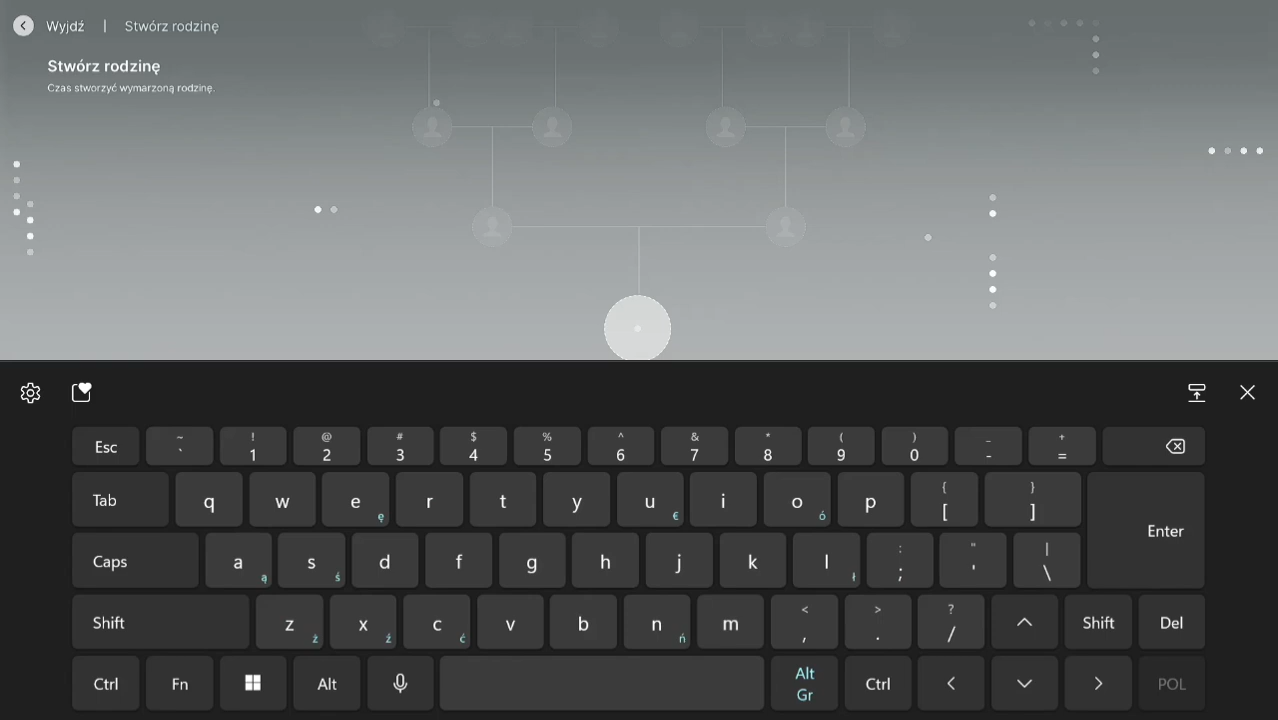 Wyjdź | Stwórz rodzinę
Stwórz rodzinę
Czas stworzyć wymarzoną rodzinę.
Esc ~ ` ! 1 @ 2 # 3 $ 4 % 5 ^ 6 & 7 * 8 ( 9 ) 0 _ - + =
Tab q w e ę r t y u € i o ó p { [ } ] Enter
Caps a ą s ś d f g h j k l ł : ; " ' | \
Shift z ż x ź c ć v b n ń m < , > . ? / Shift Del
Ctrl Fn Alt Alt Gr Ctrl POL